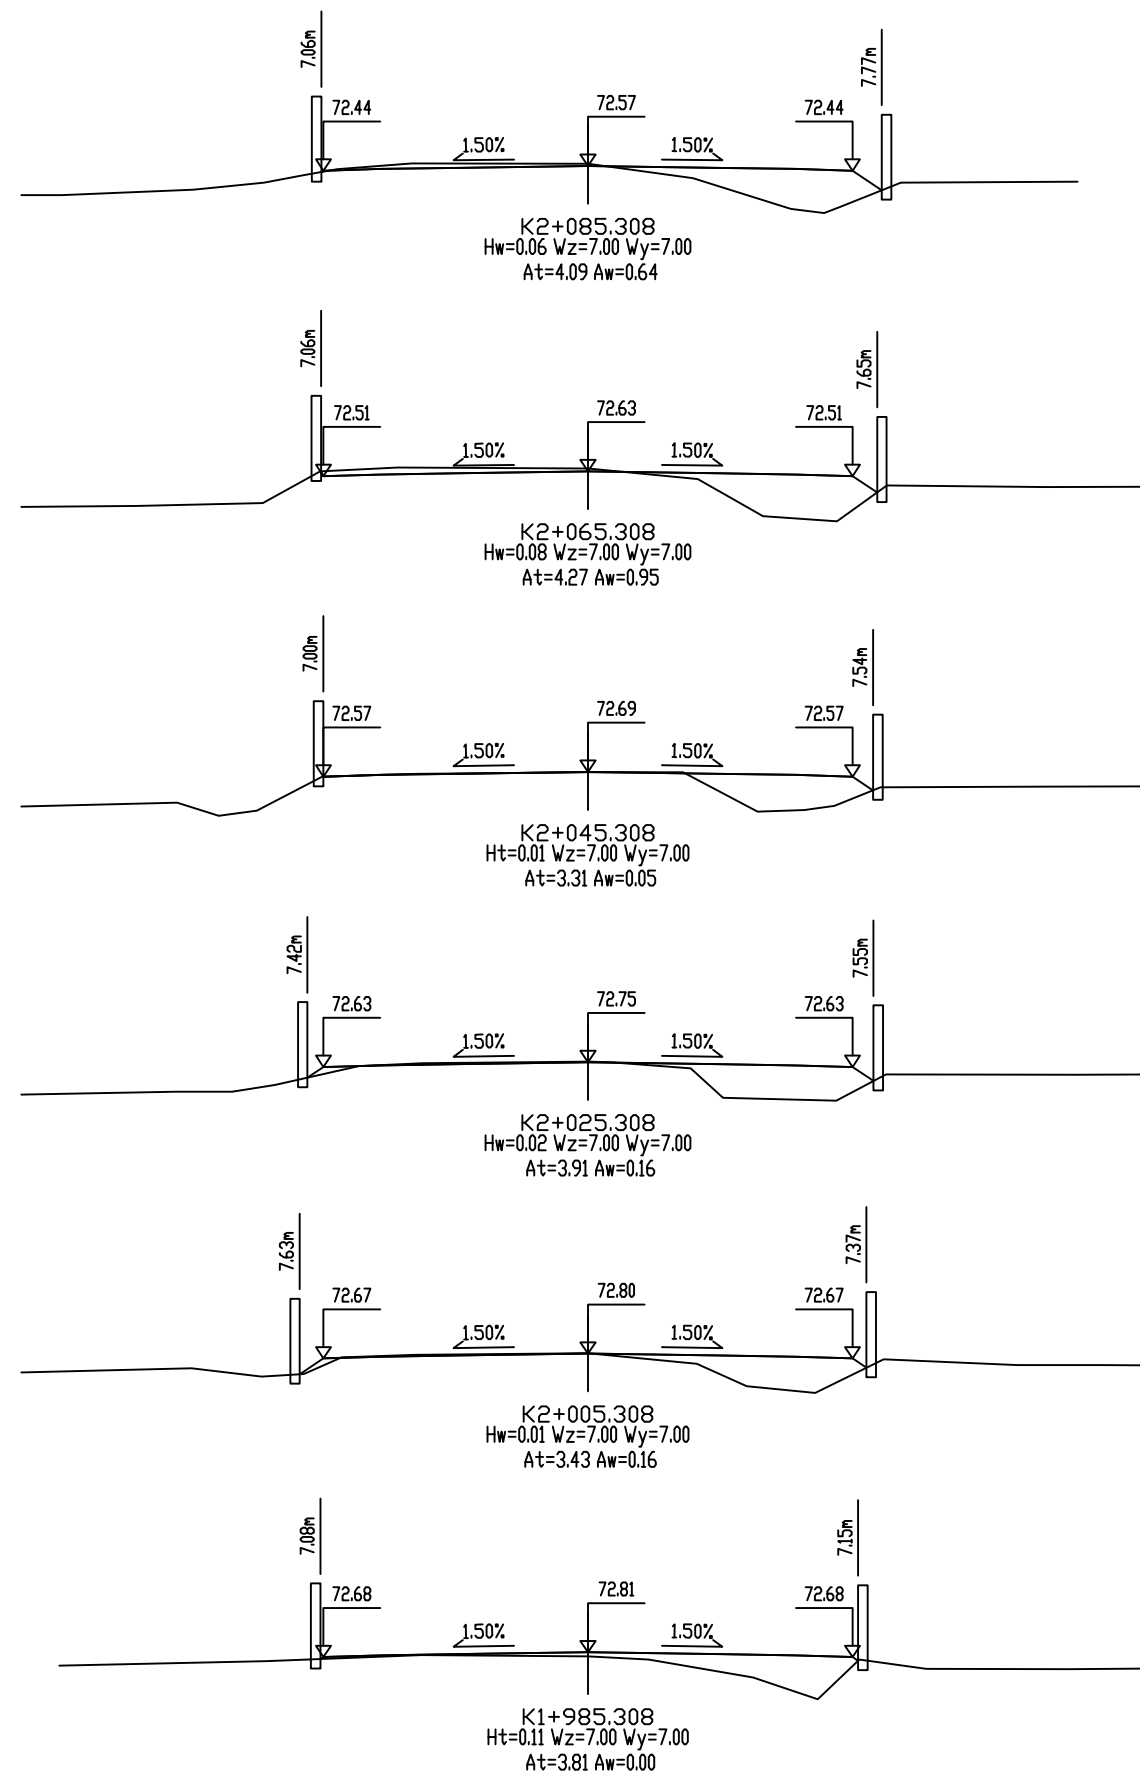 7.06m
7.77m
72.44
72.57
72.44
1.50%
1.50%
K2+085.308
Hw=0.06 Wz=7.00 Wy=7.00
At=4.09 Aw=0.64
7.06m
7.65m
72.51
72.63
72.51
1.50%
1.50%
K2+065.308
Hw=0.08 Wz=7.00 Wy=7.00
At=4.27 Aw=0.95
7.00m
7.54m
72.57
72.69
72.57
1.50%
1.50%
K2+045.308
Ht=0.01 Wz=7.00 Wy=7.00
At=3.31 Aw=0.05
7.42m
7.55m
72.63
72.75
72.63
1.50%
1.50%
K2+025.308
Hw=0.02 Wz=7.00 Wy=7.00
At=3.91 Aw=0.16
7.63m
7.37m
72.67
72.80
72.67
1.50%
1.50%
K2+005.308
Hw=0.01 Wz=7.00 Wy=7.00
At=3.43 Aw=0.16
7.08m
7.15m
72.68
72.81
72.68
1.50%
1.50%
K1+985.308
Ht=0.11 Wz=7.00 Wy=7.00
At=3.81 Aw=0.00